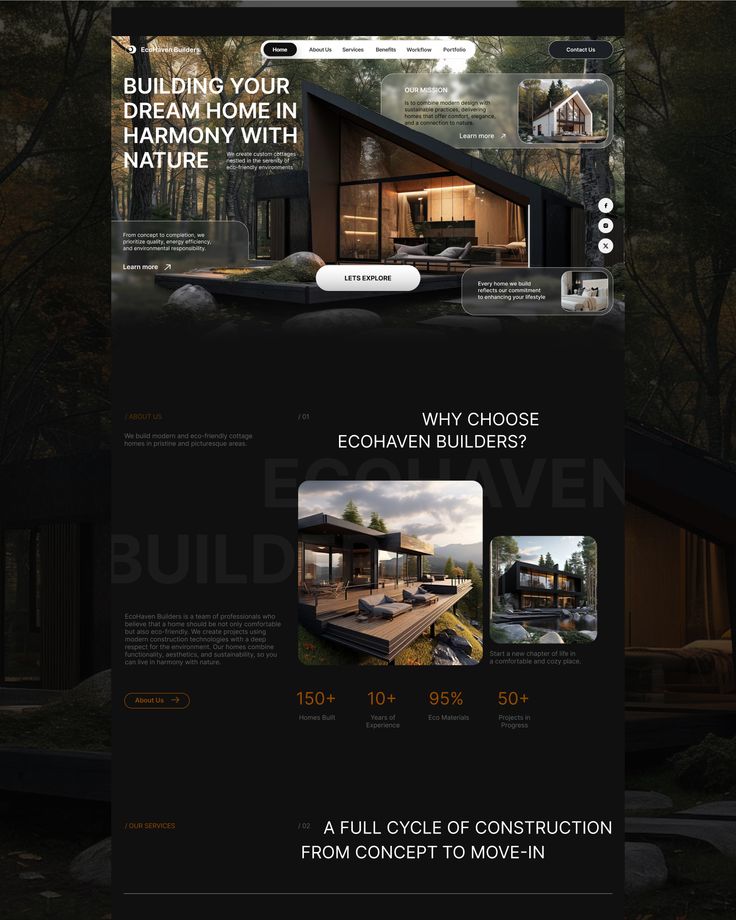 EcoHaven Builders
Home
About Us
Services
Benefits
Workflow
Portfolio
Contact Us
BUILDING YOUR
DREAM HOME IN
HARMONY WITH
NATURE
We create custom cottages
nestled in the serenity of
eco-friendly environments
OUR MISSION
Is to combine modern design with
sustainable practices, delivering
homes that offer comfort, elegance,
and a connection to nature.
Learn more
From concept to completion, we
prioritize quality, energy efficiency,
and environmental responsibility.
Learn more
LETS EXPLORE
Every home we build
reflects our commitment
to enhancing your lifestyle
/ ABOUT US
We build modern and eco-friendly cottage
homes in pristine and picturesque areas.
/ 01
WHY CHOOSE
ECOHAVEN BUILDERS?
ECOHAVEN
BUILD
EcoHaven Builders is a team of professionals who
believe that a home should be not only comfortable
but also eco-friendly. We create projects using
modern construction technologies with a deep
respect for the environment. Our homes combine
functionality, aesthetics, and sustainability, so you
can live in harmony with nature.
About Us
Start a new chapter of life in
a comfortable and cozy place.
150+
Homes Built
10+
Years of
Experience
95%
Eco Materials
50+
Projects in
Progress
/ OUR SERVICES
/ 02
A FULL CYCLE OF CONSTRUCTION
FROM CONCEPT TO MOVE-IN